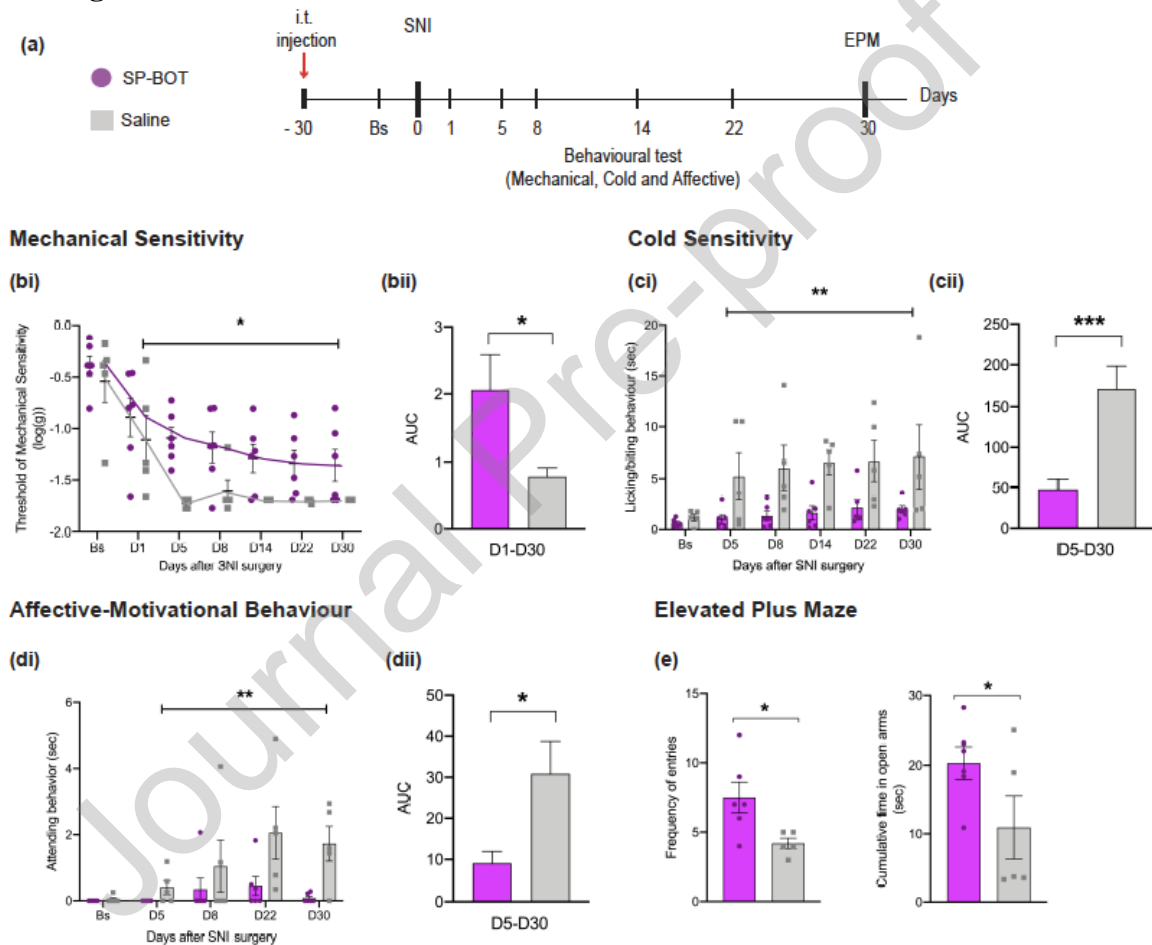 (a)
SP-BOT
Saline
i.t.
injection
SNI
EPM
Days
- 30
Bs
0
1
5
8
14
22
30
Behavioural test
(Mechanical, Cold and Affective)
Journal Pre-proof
Mechanical Sensitivity
Cold Sensitivity
(bi)
(bii)
(ci)
(cii)
Threshold of Mechanical Sensitivity
(log(g))
0.0
-0.5
-1.0
-1.5
-2.0
*
Bs
D1
D5
D8
D14
D22
D30
Days after SNI surgery
AUC
3
2
1
0
*
D1-D30
Licking/biting behaviour (sec)
20
15
10
5
0
**
Bs
D5
D8
D14
D22
D30
Days after SNI surgery
AUC
250
200
150
100
50
0
***
D5-D30
Affective-Motivational Behaviour
Elevated Plus Maze
(di)
(dii)
(e)
Attending behavior (sec)
6
4
2
0
**
Bs
D5
D8
D22
D30
Days after SNI surgery
AUC
50
40
30
20
10
0
*
D5-D30
Frequency of entries
15
10
5
0
*
Cumulative time in open arms
(sec)
30
20
10
0
*